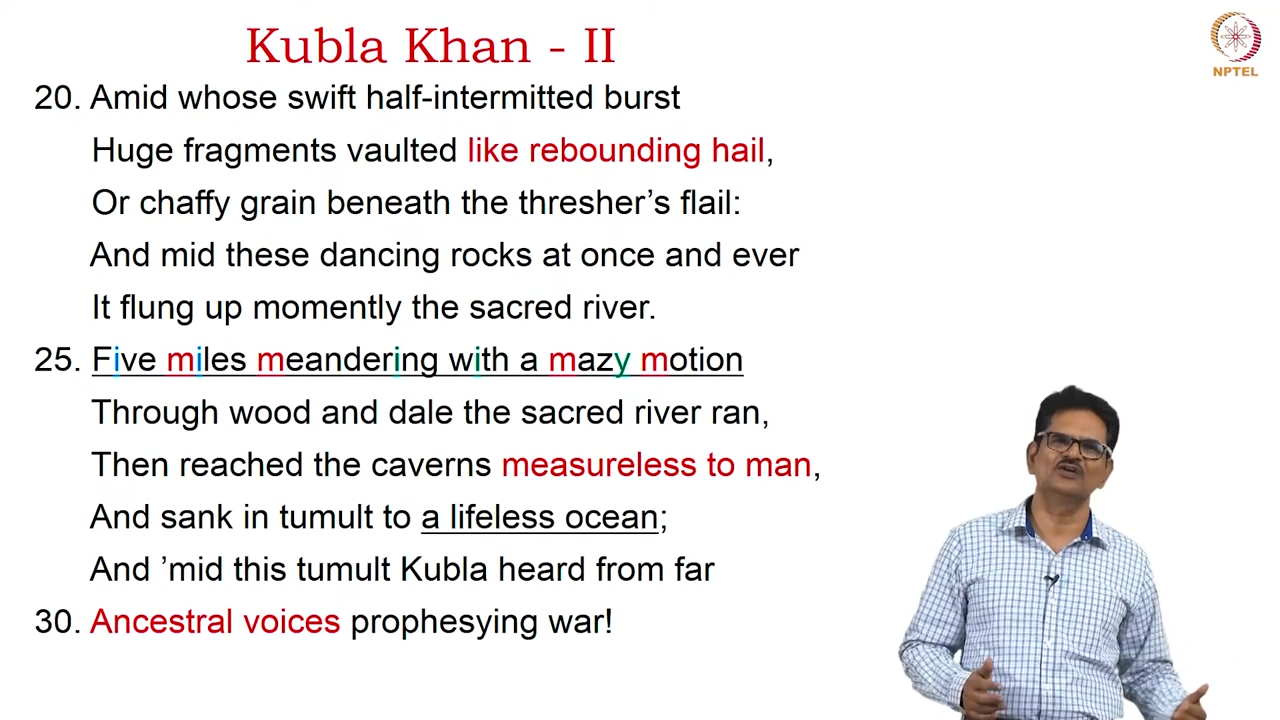 Kubla Khan - II
NPTEL
20. Amid whose swift half-intermitted burst
Huge fragments vaulted like rebounding hail,
Or chaffy grain beneath the thresher’s flail:
And mid these dancing rocks at once and ever
It flung up momently the sacred river.
25. Five miles meandering with a mazy motion
Through wood and dale the sacred river ran,
Then reached the caverns measureless to man,
And sank in tumult to a lifeless ocean;
And ’mid this tumult Kubla heard from far
30. Ancestral voices prophesying war!